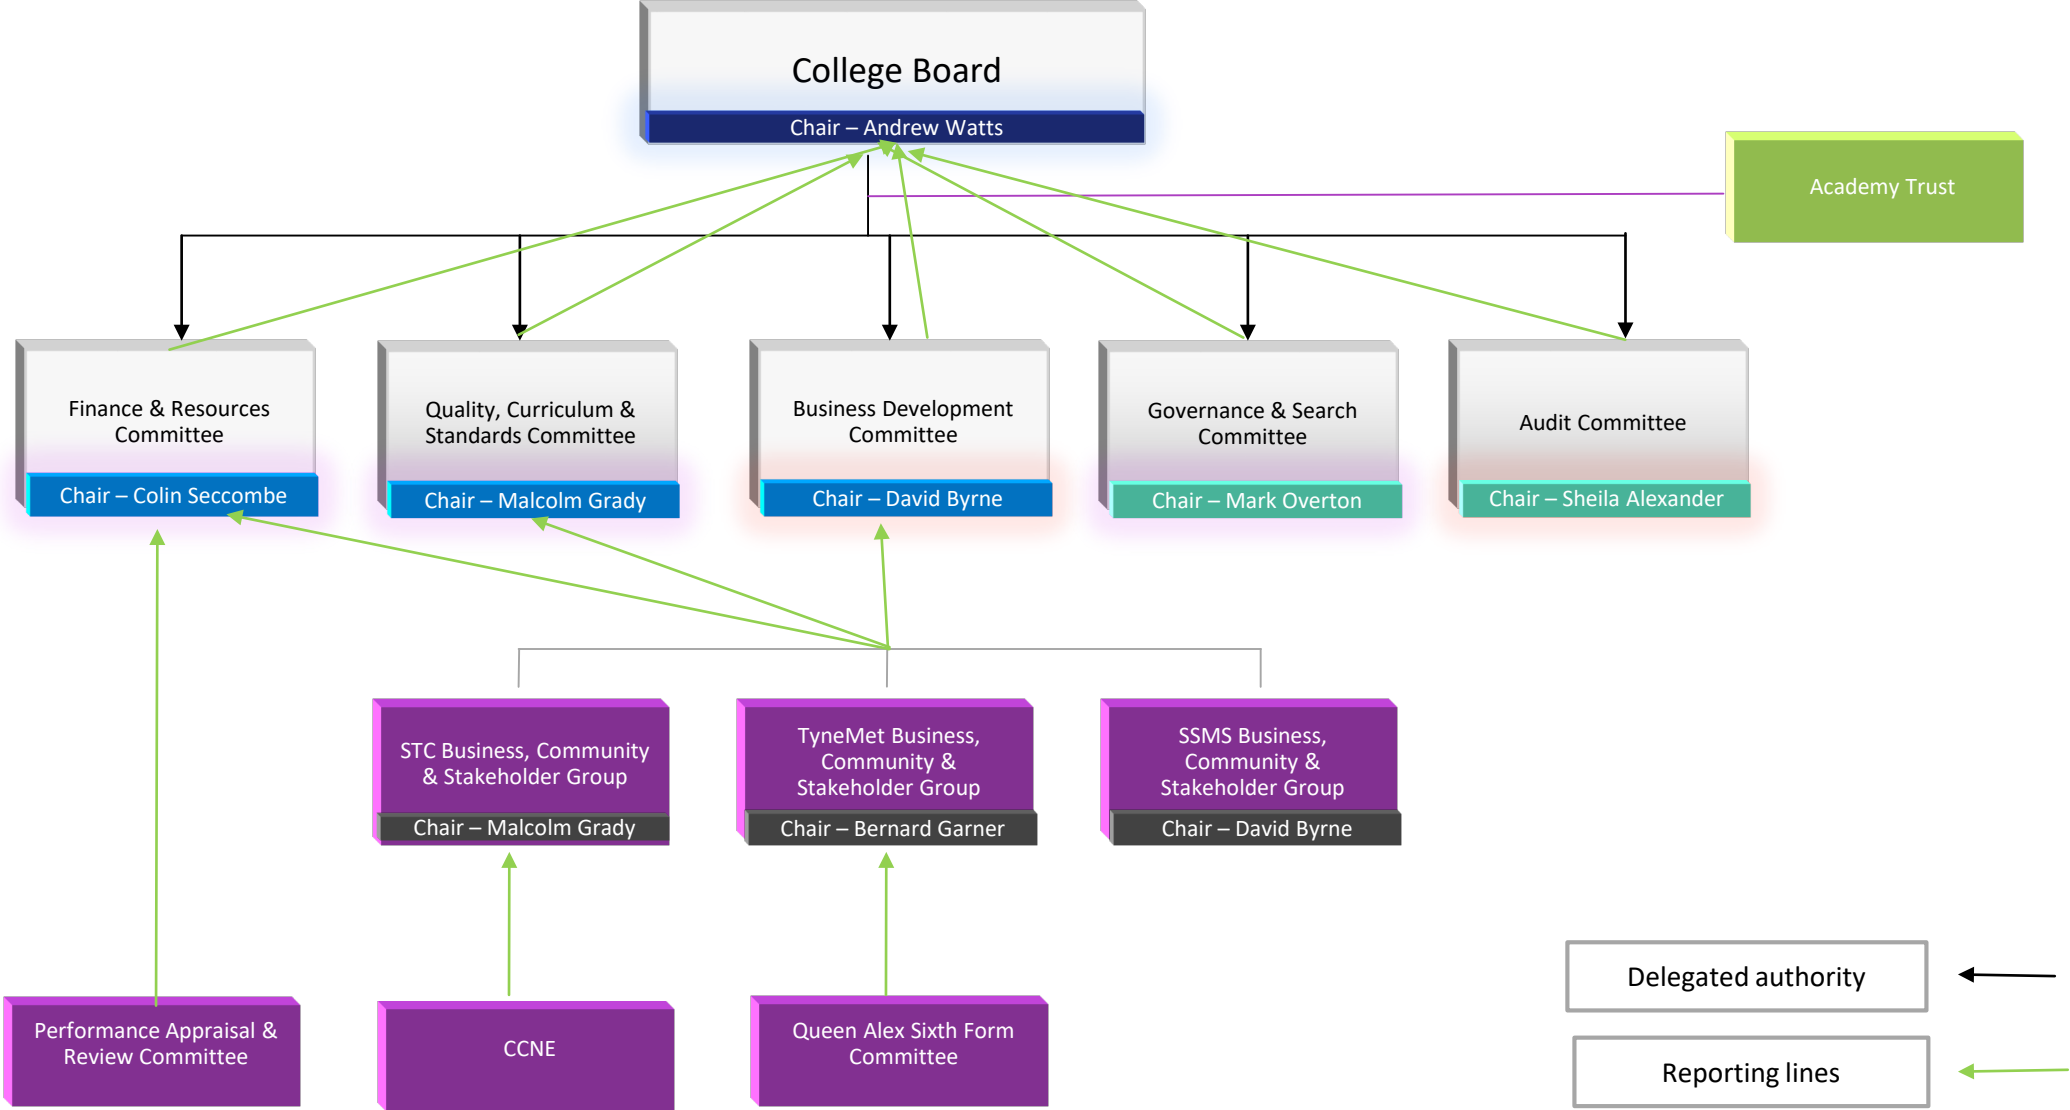 College Board
Chair – Andrew Watts
Academy Trust
Finance & Resources
Committee
Chair – Colin Seccombe
Quality, Curriculum &
Standards Committee
Chair – Malcolm Grady
Business Development
Committee
Chair – David Byrne
Governance & Search
Committee
Chair – Mark Overton
Audit Committee
Chair – Sheila Alexander
STC Business, Community
& Stakeholder Group
Chair – Malcolm Grady
TyneMet Business,
Community &
Stakeholder Group
Chair – Bernard Garner
SSMS Business,
Community &
Stakeholder Group
Chair – David Byrne
Performance Appraisal &
Review Committee
CCNE
Queen Alex Sixth Form
Committee
Delegated authority
Reporting lines